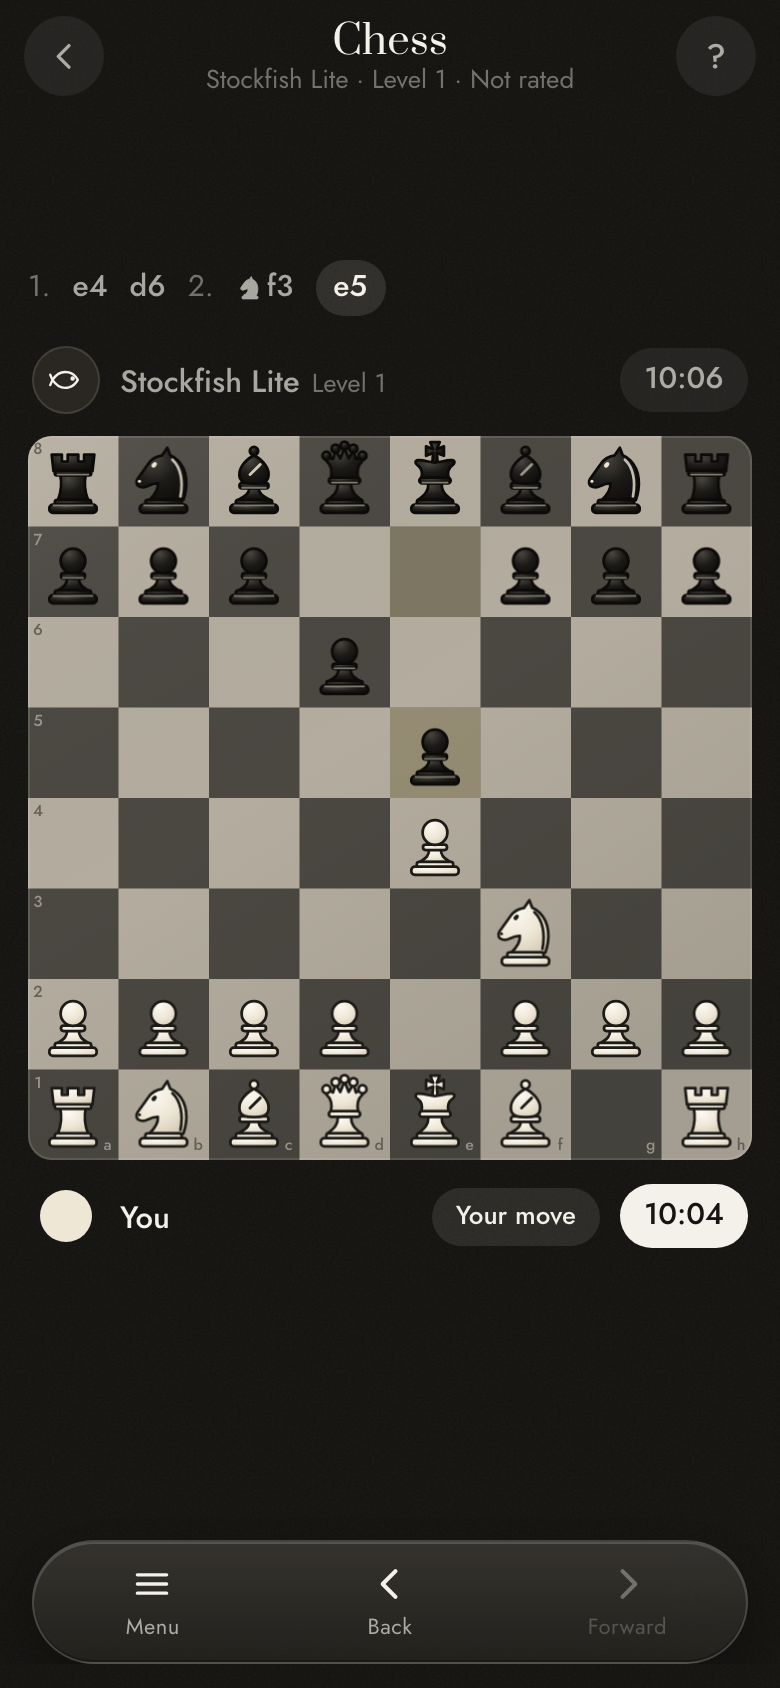 Chess
?
Stockfish Lite · Level 1 · Not rated
1. e4 d6 2. f3 e5
Stockfish Lite Level 1 10:06
8
7
6
5
4
3
2
1
a b c d e f g h
You Your move 10:04
Menu Back Forward